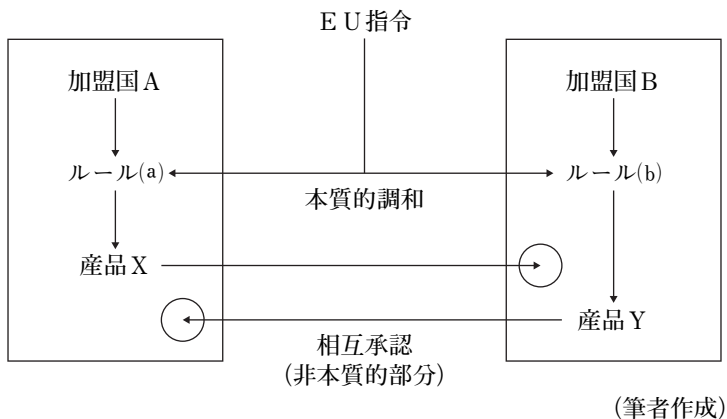 ＥＵ指令
加盟国Ａ
加盟国Ｂ
ルール(a)
ルール(b)
本質的調和
産品Ｘ
産品Ｙ
相互承認
(非本質的部分)
(筆者作成)